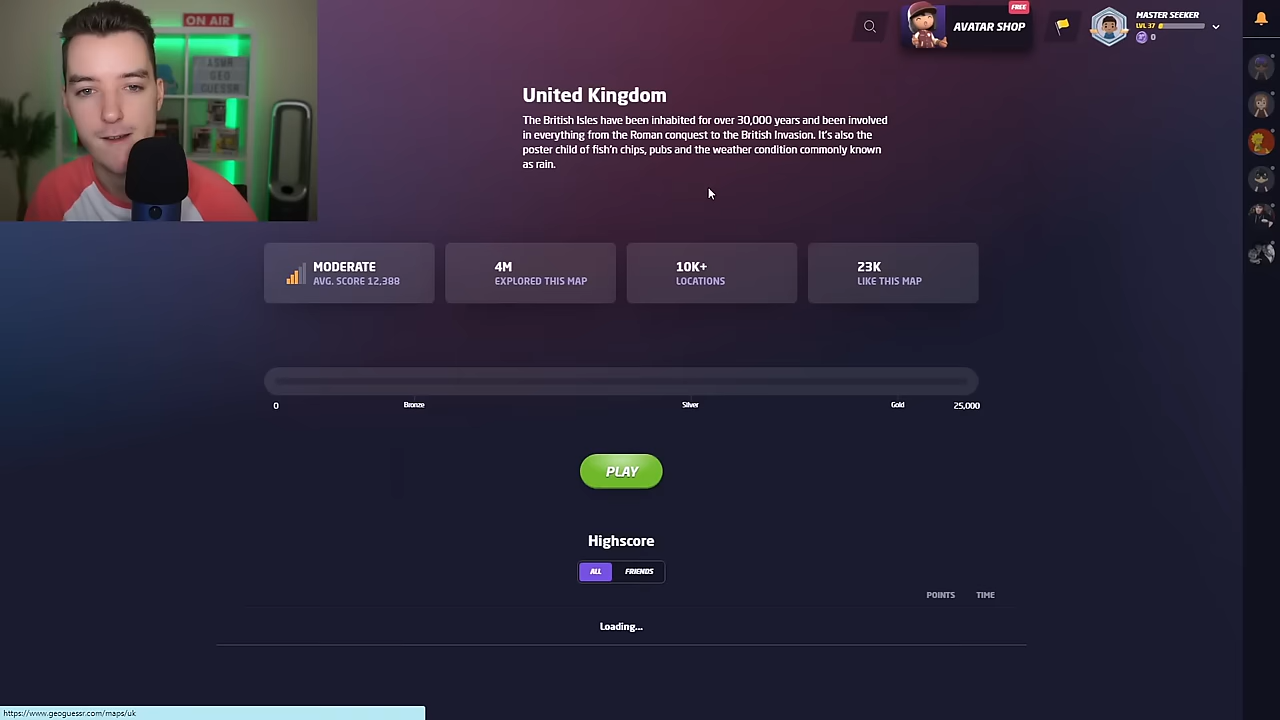 ON AIR
ASMR
GEO
GUESSR
FREE
AVATAR SHOP
MASTER SEEKER
LVL 37
0
United Kingdom
The British Isles have been inhabited for over 30,000 years and been involved
in everything from the Roman conquest to the British Invasion. It's also the
poster child of fish'n chips, pubs and the weather condition commonly known
as rain.
MODERATE
AVG. SCORE 12,388
4M
EXPLORED THIS MAP
10K+
LOCATIONS
23K
LIKE THIS MAP
0
Bronze
Silver
Gold
25,000
PLAY
Highscore
ALL
FRIENDS
POINTS
TIME
Loading...
https://www.geoguessr.com/maps/uk